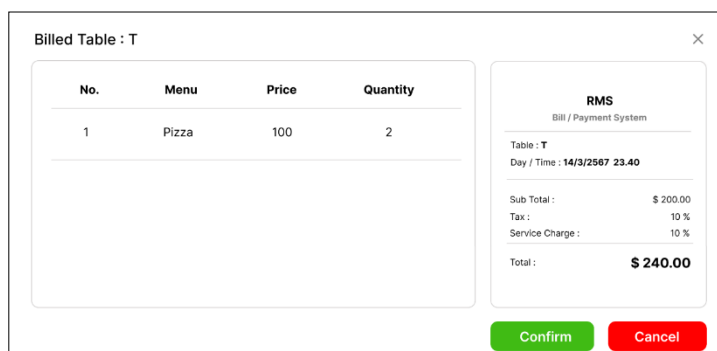 Billed Table : T
No. Menu Price Quantity
1 Pizza 100 2
RMS
Bill / Payment System
Table : T
Day / Time : 14/3/2567 23.40
Sub Total : $ 200.00
Tax : 10 %
Service Charge : 10 %
Total : $ 240.00
Confirm Cancel